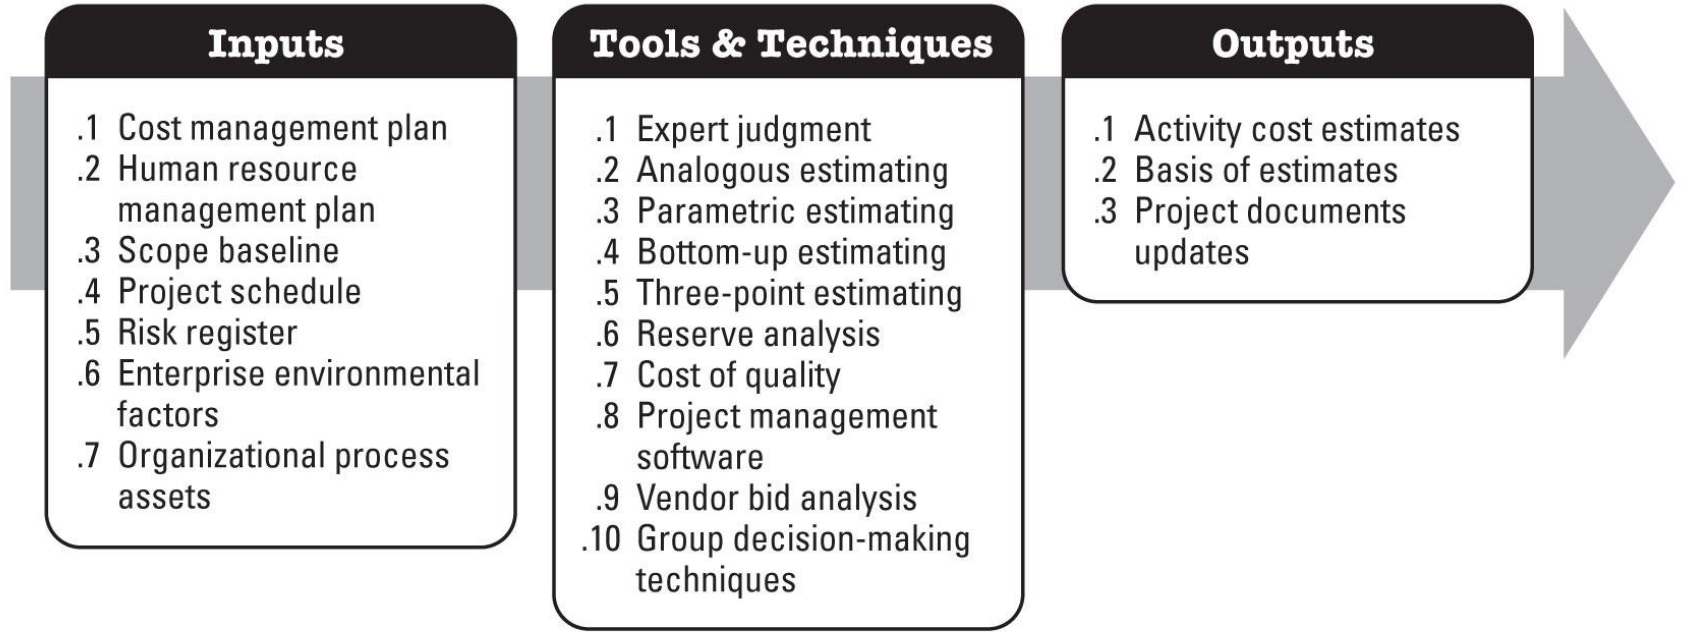 Inputs
.1 Cost management plan
.2 Human resource
management plan
.3 Scope baseline
.4 Project schedule
.5 Risk register
.6 Enterprise environmental
factors
.7 Organizational process
assets
Tools & Techniques
.1 Expert judgment
.2 Analogous estimating
.3 Parametric estimating
.4 Bottom-up estimating
.5 Three-point estimating
.6 Reserve analysis
.7 Cost of quality
.8 Project management
software
.9 Vendor bid analysis
.10 Group decision-making
techniques
Outputs
.1 Activity cost estimates
.2 Basis of estimates
.3 Project documents
updates